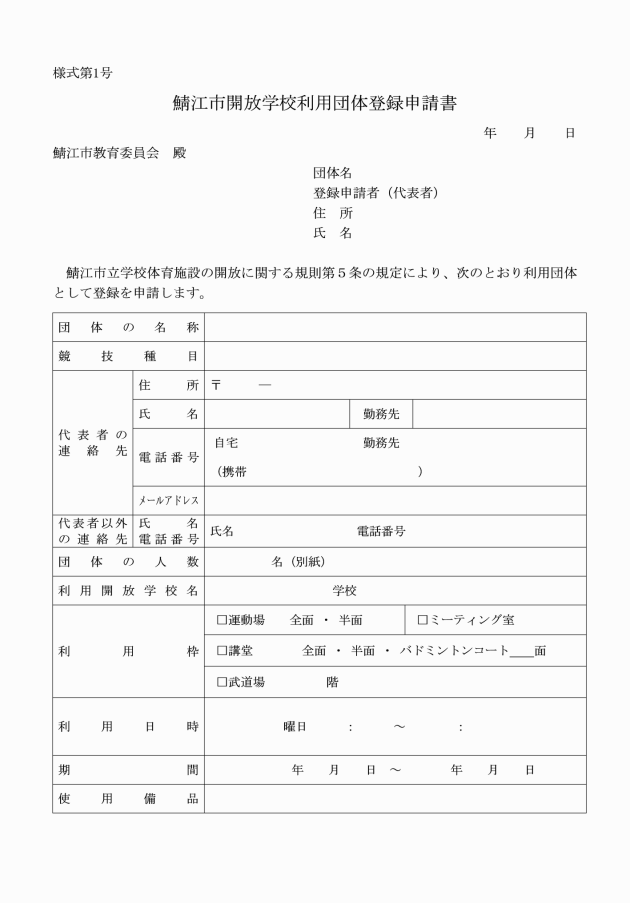 様式第1号
鯖江市開放学校利用団体登録申請書
年　　月　　日
鯖江市教育委員会　殿
団体名
登録申請者（代表者）
住　所
氏　名
　鯖江市立学校体育施設の開放に関する規則第５条の規定により、次のとおり利用団体
として登録を申請します。
団体の名称
競技種目
代表者の
連絡先
住所　〒　　　―
氏名　　　　勤務先
電話番号
自宅　　　　　　　　　　勤務先
（携帯　　　　　　　　　　　　　　）
メールアドレス
代表者以外
の連絡先
氏名
電話番号
氏名　　　　　　　　　　電話番号
団体の人数　　　　名（別紙）
利用開放学校名　　　　学校
利用枠
□運動場　　全面 ・ 半面　　□ミーティング室
□講堂　　　　全面 ・ 半面 ・ バドミントンコート____面
□武道場　　　　　階
利用日時　　　　曜日　　　：　　　～　　　　：
期間　　　　年　　月　　日 ～　　　　年　　月　　日
使用備品